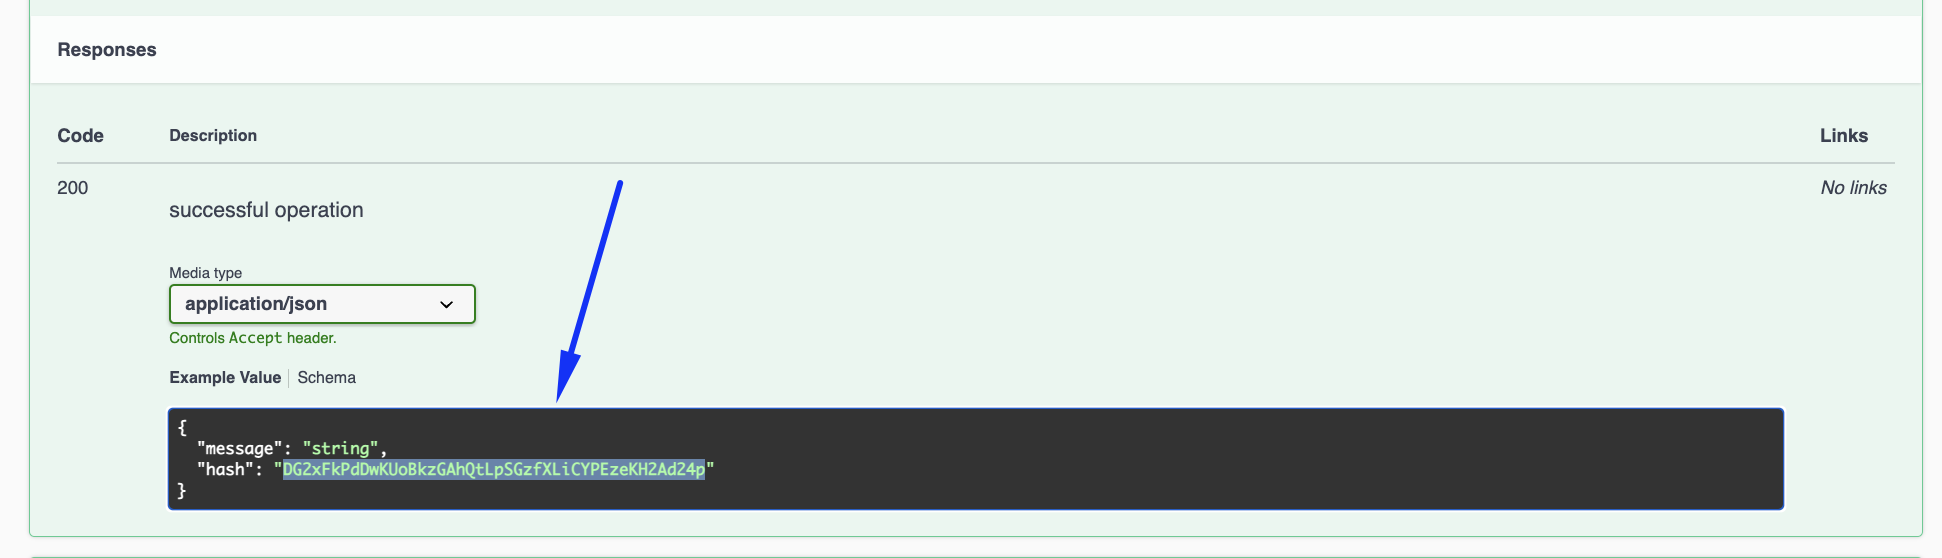 Responses
Code Description Links
200 No links
successful operation
Media type
application/json
Controls Accept header.
Example Value Schema
{
"message": "string",
"hash": "DG2xFkPdDwKUoBkzGAhQtLpSGzfXLiCYPEzeKH2Ad24p"
}